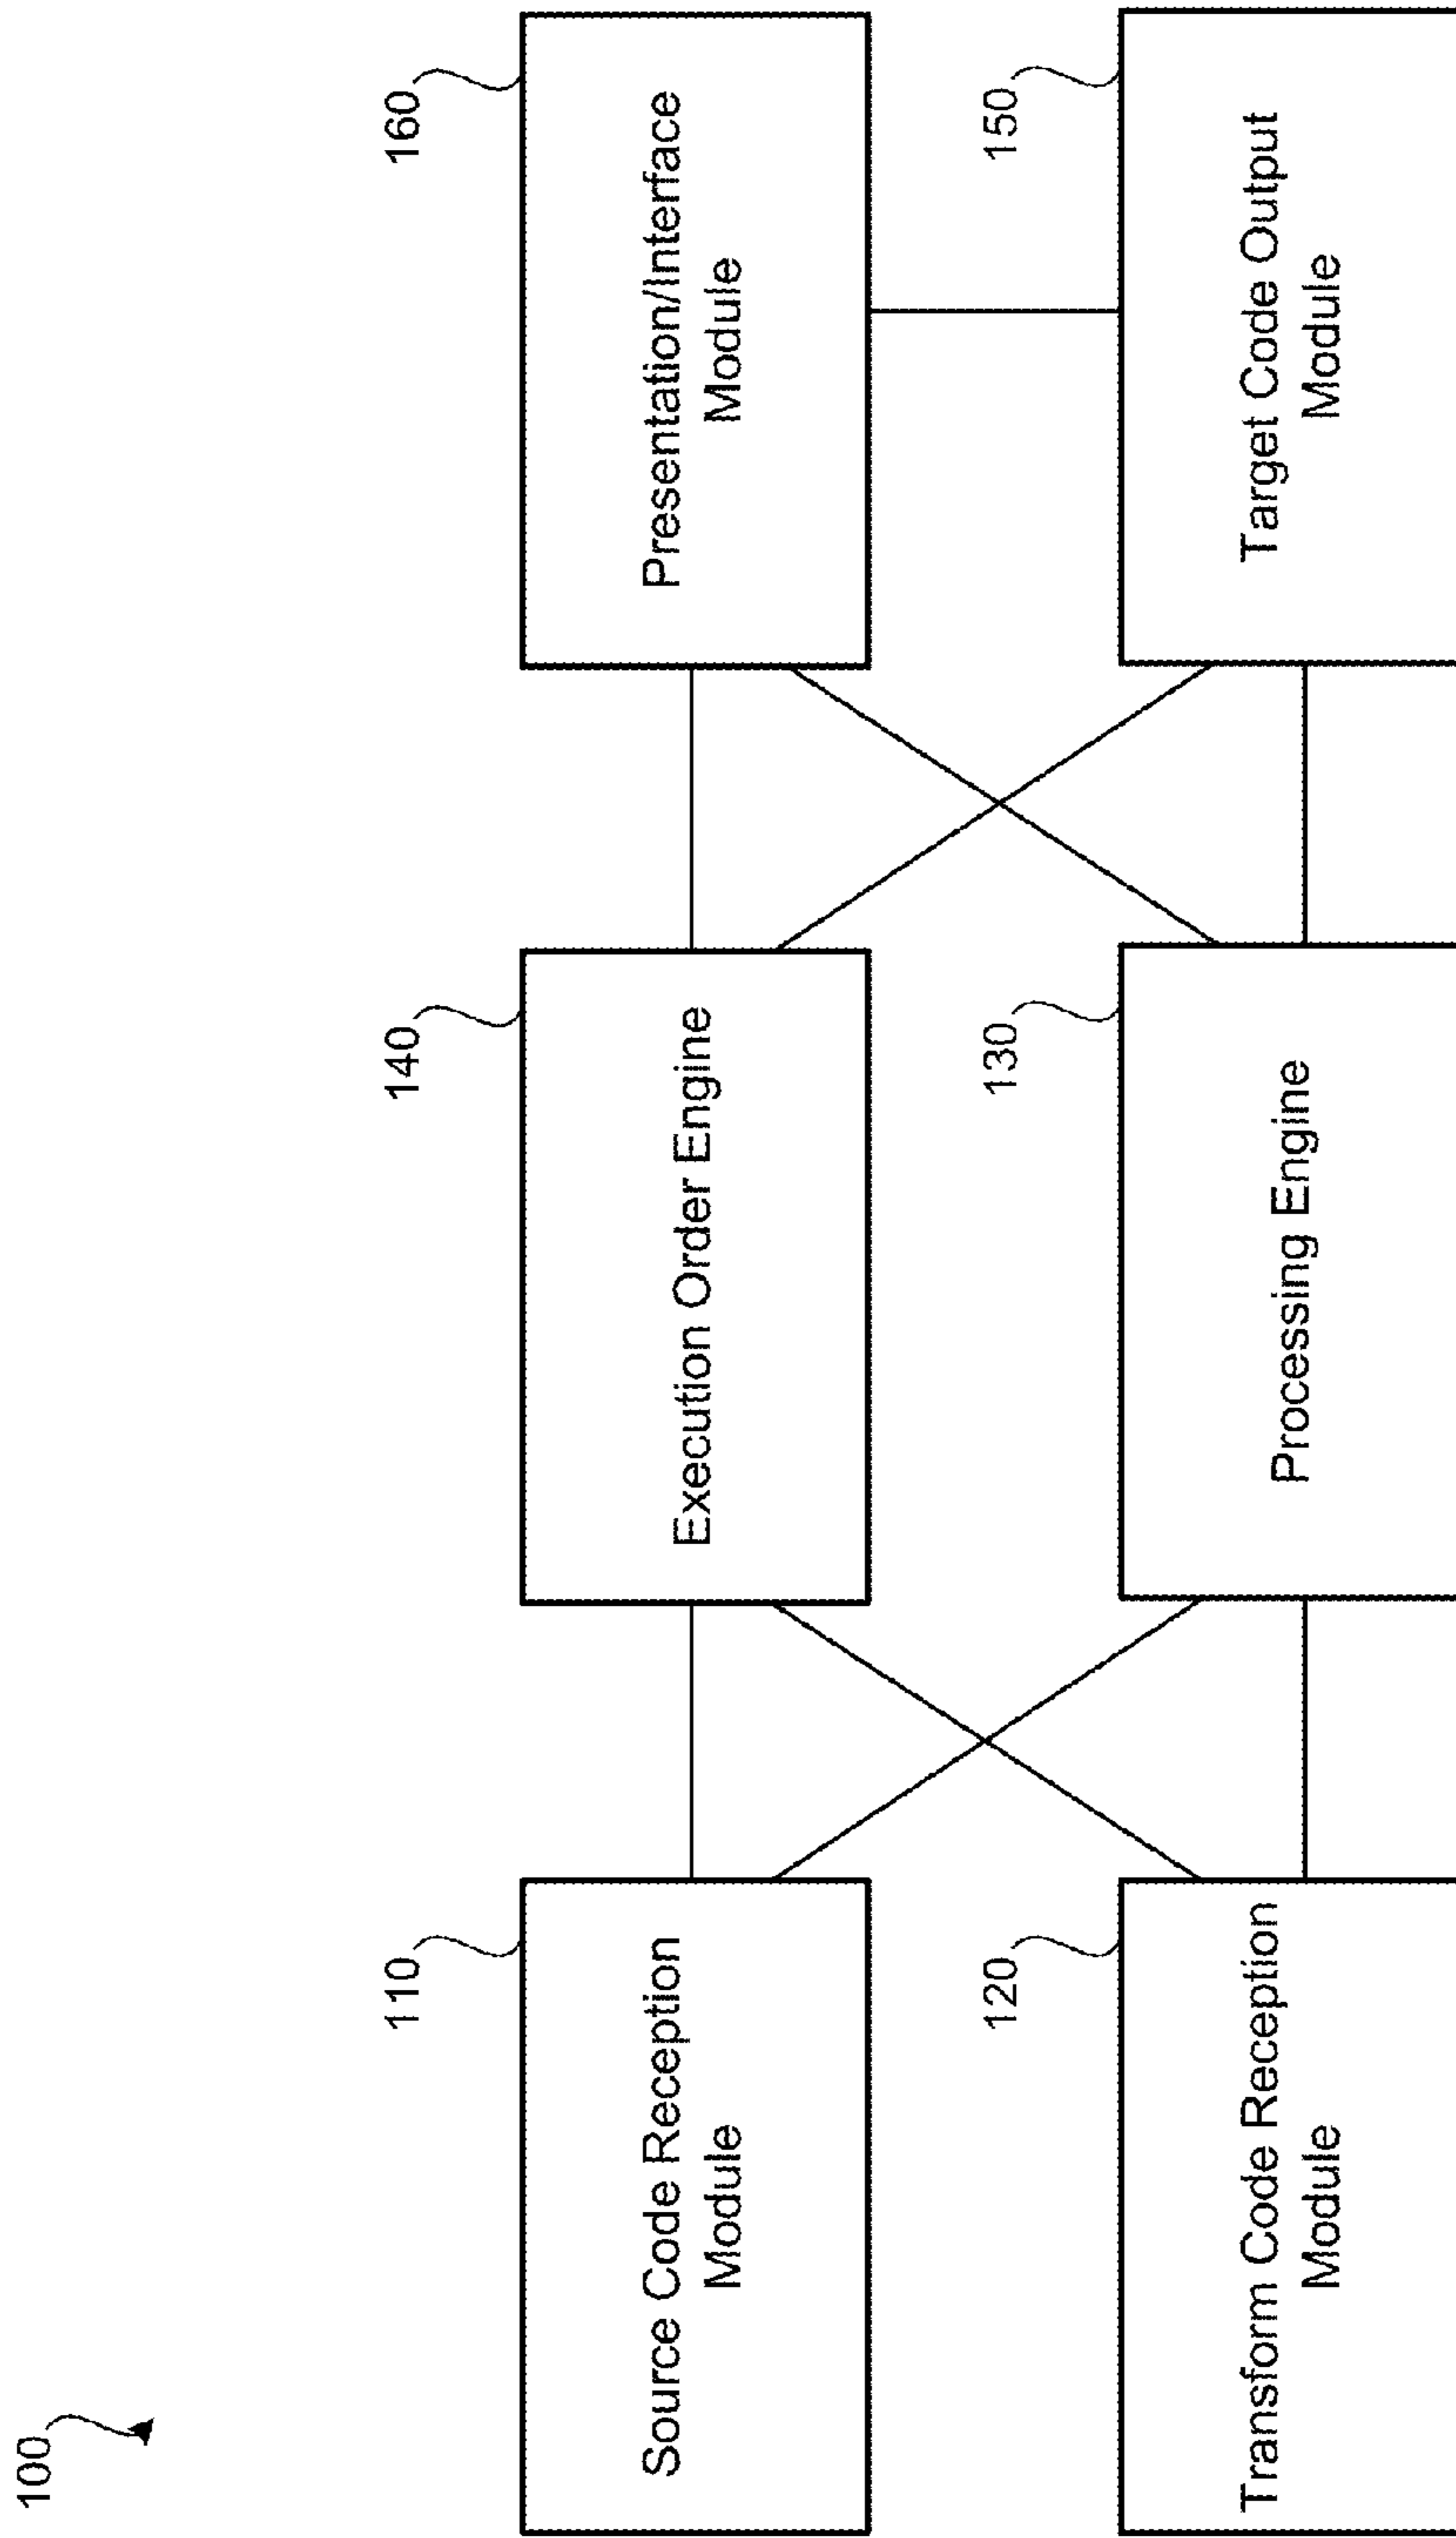 100
110
Source Code Reception
Module
140
Execution Order Engine
160
Presentation/Interface
Module
120
Transform Code Reception
Module
130
Processing Engine
150
Target Code Output
Module